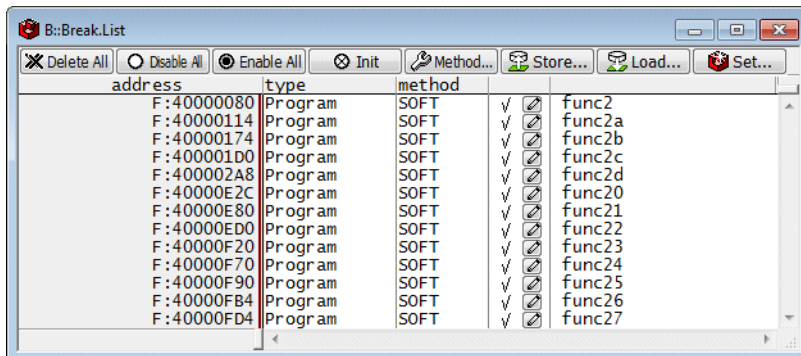 B::Break.List
Delete All Disable All Enable All Init Method... Store... Load... Set...
address type method
F:40000080 Program SOFT √ func2
F:40000114 Program SOFT √ func2a
F:40000174 Program SOFT √ func2b
F:400001D0 Program SOFT √ func2c
F:400002A8 Program SOFT √ func2d
F:40000E2C Program SOFT √ func20
F:40000E80 Program SOFT √ func21
F:40000ED0 Program SOFT √ func22
F:40000F20 Program SOFT √ func23
F:40000F70 Program SOFT √ func24
F:40000F90 Program SOFT √ func25
F:40000FB4 Program SOFT √ func26
F:40000FD4 Program SOFT √ func27